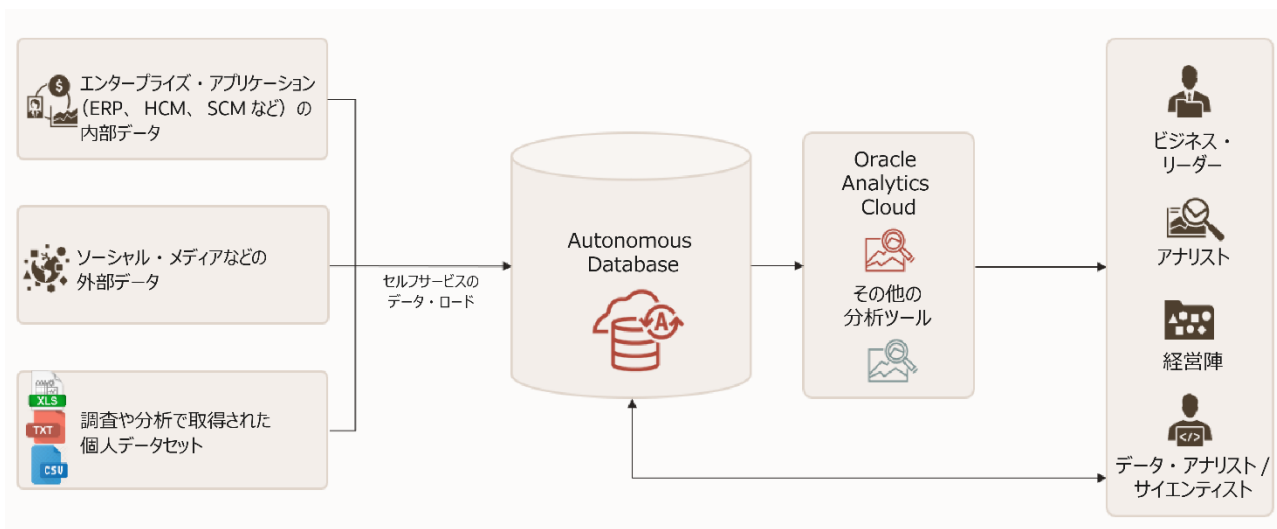 エンタープライズ・アプリケーション
（ERP、 HCM、 SCM など）の
内部データ
ソーシャル・メディアなどの
外部データ
XLS
TXT
CSV
調査や分析で取得された
個人データセット
セルフサービスの
データ・ロード
Autonomous
Database
A
Oracle
Analytics
Cloud
その他の
分析ツール
ビジネス・
リーダー
アナリスト
経営陣
</>
データ・アナリスト /
サイエンティスト